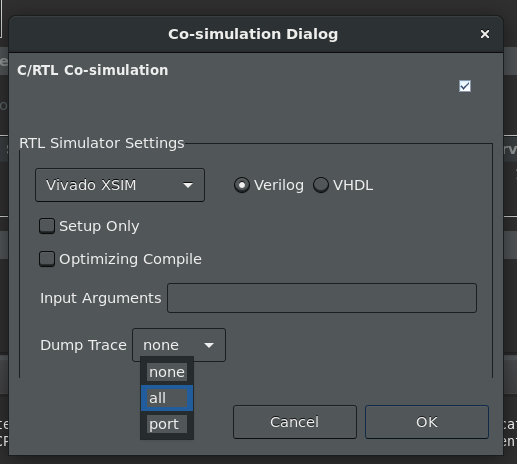 Co-simulation Dialog
C/RTL Co-simulation
RTL Simulator Settings
Vivado XSIM Verilog VHDL
Setup Only
Optimizing Compile
Input Arguments
Dump Trace none
none
all
port
Cancel OK